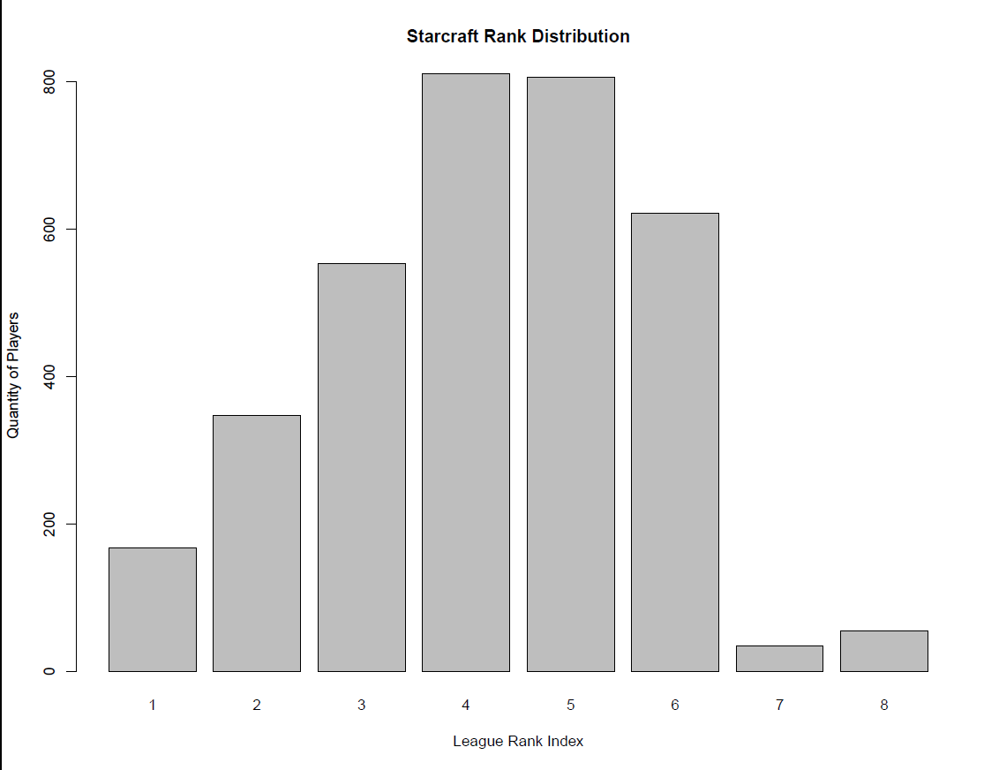 Starcraft Rank Distribution
Quantity of Players
800
600
400
200
0
1 2 3 4 5 6 7 8
League Rank Index